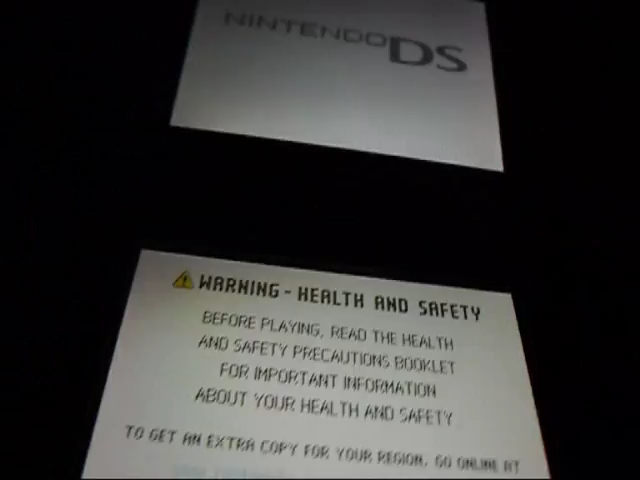 NINTENDO DS
WARNING - HEALTH AND SAFETY
BEFORE PLAYING, READ THE HEALTH
AND SAFETY PRECAUTIONS BOOKLET
FOR IMPORTANT INFORMATION
ABOUT YOUR HEALTH AND SAFETY
TO GET AN EXTRA COPY FOR YOUR REGION, GO ONLINE AT